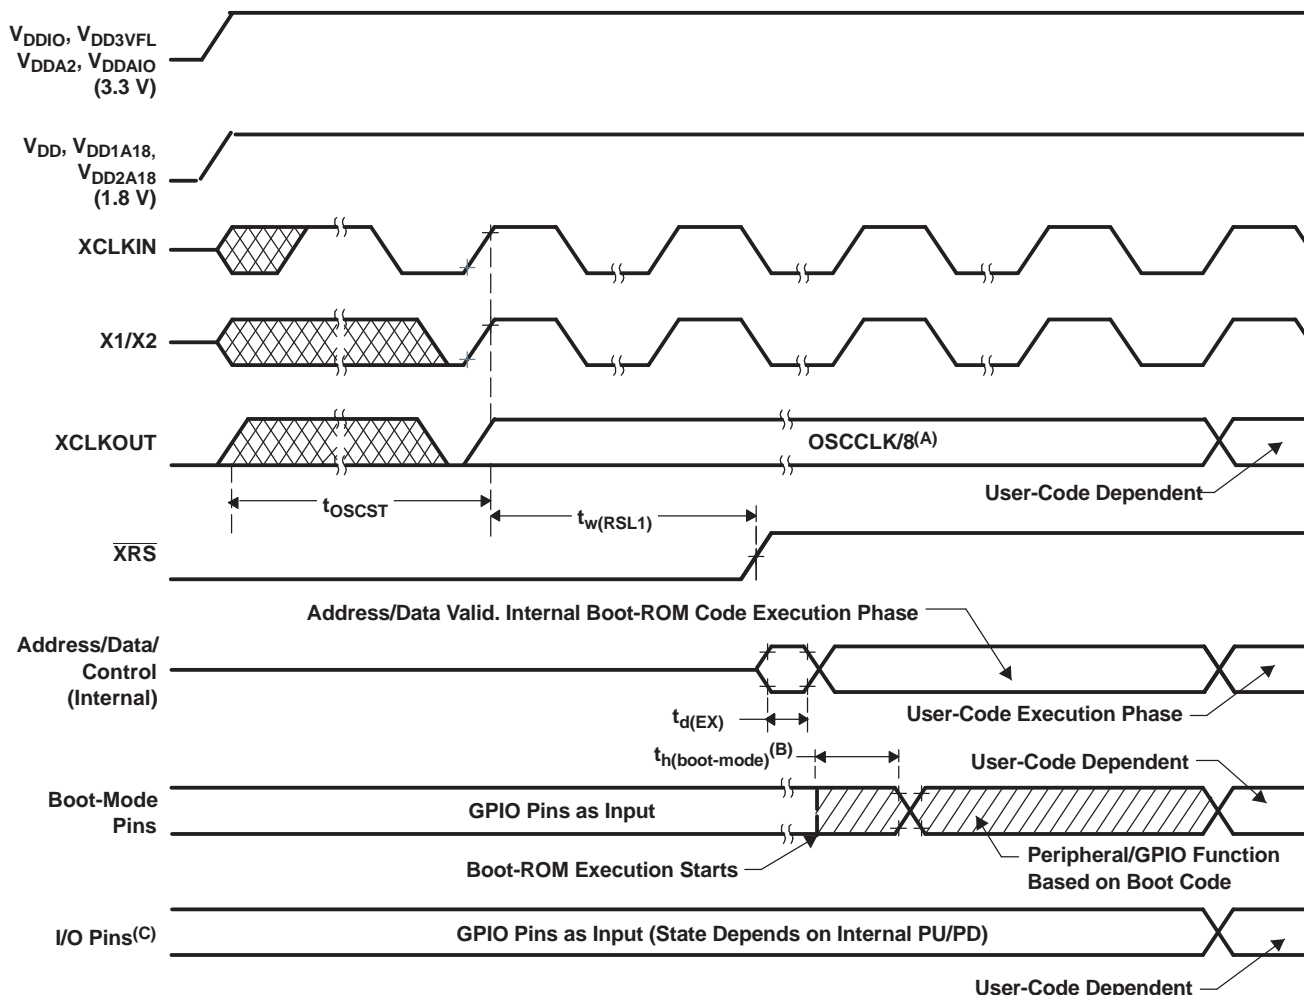 VDDIO, VDD3VFL
VDDA2, VDDAIO
(3.3 V)
VDD, VDD1A18,
VDD2A18
(1.8 V)
XCLKIN
X1/X2
XCLKOUT
OSCCLK/8(A)
User-Code Dependent
tOSCST
tw(RSL1)
XRS
Address/Data Valid. Internal Boot-ROM Code Execution Phase
Address/Data/
Control
(Internal)
td(EX)
User-Code Execution Phase
th(boot-mode)(B)
User-Code Dependent
Boot-Mode
Pins
GPIO Pins as Input
Boot-ROM Execution Starts
Peripheral/GPIO Function
Based on Boot Code
I/O Pins(C)
GPIO Pins as Input (State Depends on Internal PU/PD)
User-Code Dependent